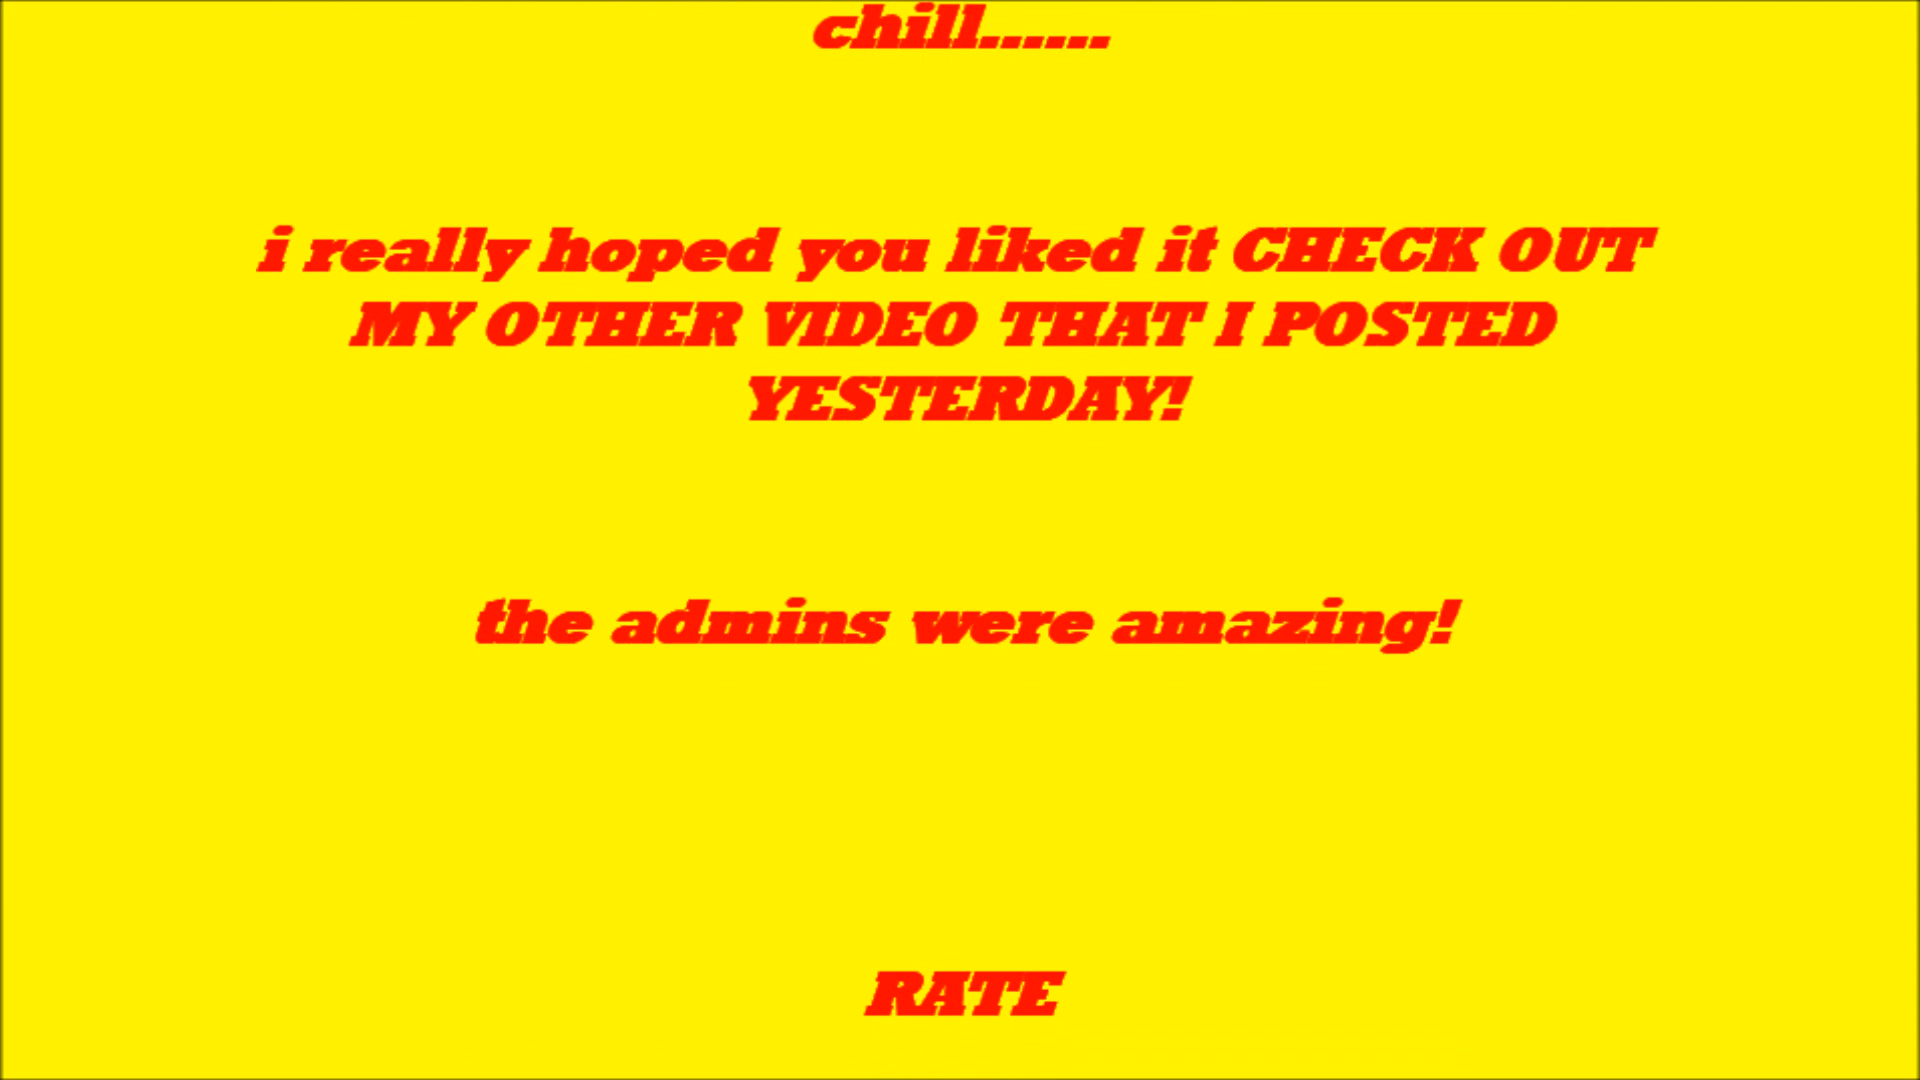 chill......
i really hoped you liked it CHECK OUT
MY OTHER VIDEO THAT I POSTED
YESTERDAY!
the admins were amazing!
RATE